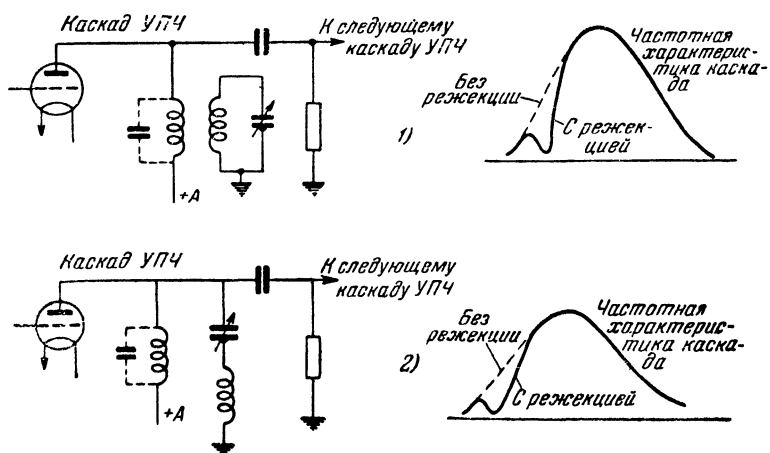 Каскад УПЧ
К следующему
каскаду УПЧ
+А
1)
Частотная
характерис-
тика каска-
да
Без
режекции
С режек-
цией
Каскад УПЧ
К следующему
каскаду УПЧ
+А
2)
Частотная
характерис-
тика каска-
да
Без
режекции
С режекцией